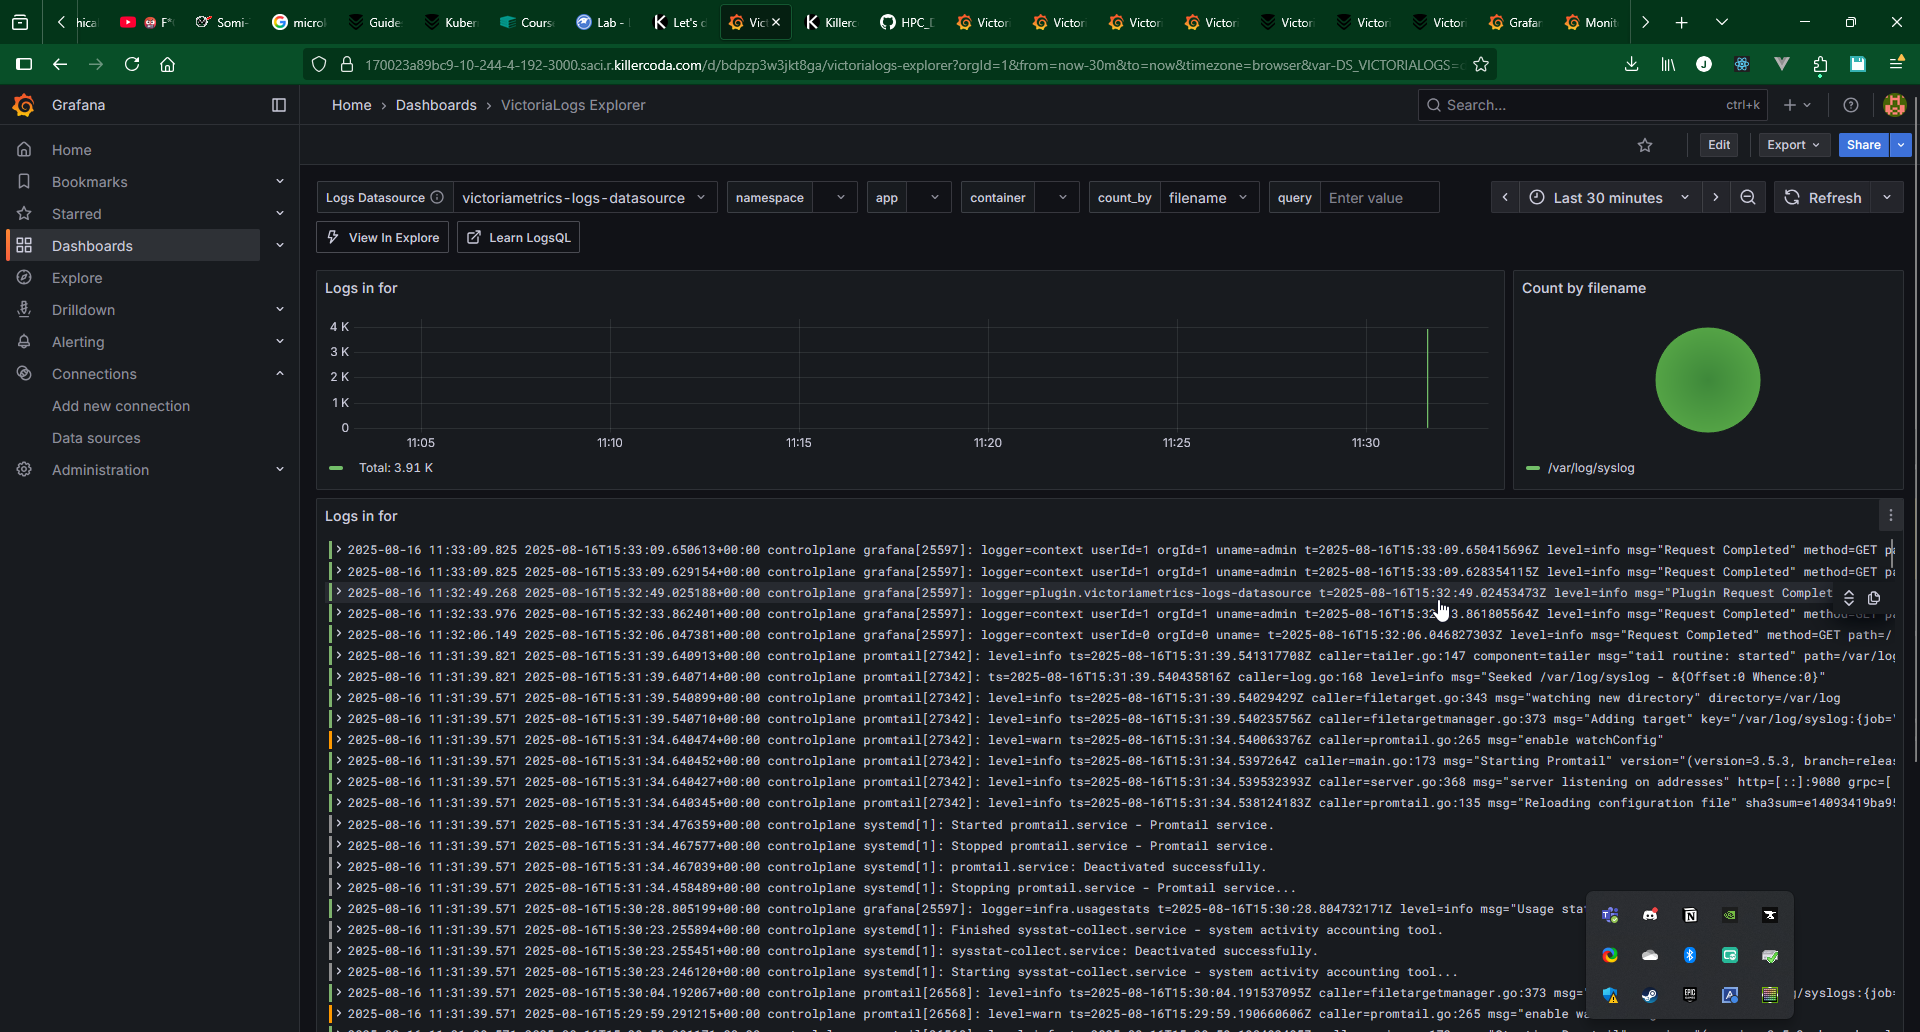 hical
F*
Somi-
micro
Guide
Kuber
Cours
Lab -
Let's d
Vict
Killerc
HPC_D
Victori
Victori
Victori
Victori
Victori
Victori
Victori
Grafan
Monit
170023a89bc9-10-244-4-192-3000.saci.r.killercoda.com/d/bdpzp3w3jkt8ga/victorialogs-explorer?orgId=1&from=now-30m&to=now&timezone=browser&var-DS_VICTORIALOGS=
Grafana
Home › Dashboards › VictoriaLogs Explorer
Search...
ctrl+k
Edit
Export
Share
Home
Bookmarks
Starred
Dashboards
Explore
Drilldown
Alerting
Connections
Add new connection
Data sources
Administration
Logs Datasource
victoriametrics-logs-datasource
namespace
app
container
count_by
filename
query
Enter value
Last 30 minutes
Refresh
View In Explore
Learn LogsQL
Logs in for
4 K
3 K
2 K
1 K
0
11:05
11:10
11:15
11:20
11:25
11:30
Total: 3.91 K
Count by filename
/var/log/syslog
Logs in for
2025-08-16 11:33:09.825 2025-08-16T15:33:09.650613+00:00 controlplane grafana[25597]: logger=context userId=1 orgId=1 uname=admin t=2025-08-16T15:33:09.650415696Z level=info msg="Request Completed" method=GET pa
2025-08-16 11:33:09.825 2025-08-16T15:33:09.629154+00:00 controlplane grafana[25597]: logger=context userId=1 orgId=1 uname=admin t=2025-08-16T15:33:09.628354115Z level=info msg="Request Completed" method=GET pa
2025-08-16 11:32:49.268 2025-08-16T15:32:49.025188+00:00 controlplane grafana[25597]: logger=plugin.victoriametrics-logs-datasource t=2025-08-16T15:32:49.02453473Z level=info msg="Plugin Request Complet
2025-08-16 11:32:33.976 2025-08-16T15:32:33.862401+00:00 controlplane grafana[25597]: logger=context userId=1 orgId=1 uname=admin t=2025-08-16T15:32: 3.861805564Z level=info msg="Request Completed" method=GET pa
2025-08-16 11:32:06.149 2025-08-16T15:32:06.047381+00:00 controlplane grafana[25597]: logger=context userId=0 orgId=0 uname= t=2025-08-16T15:32:06.046827303Z level=info msg="Request Completed" method=GET path=/
2025-08-16 11:31:39.821 2025-08-16T15:31:39.640913+00:00 controlplane promtail[27342]: level=info ts=2025-08-16T15:31:39.541317708Z caller=tailer.go:147 component=tailer msg="tail routine: started" path=/var/log
2025-08-16 11:31:39.821 2025-08-16T15:31:39.640714+00:00 controlplane promtail[27342]: ts=2025-08-16T15:31:39.540435816Z caller=log.go:168 level=info msg="Seeked /var/log/syslog - &{Offset:0 Whence:0}"
2025-08-16 11:31:39.571 2025-08-16T15:31:39.540899+00:00 controlplane promtail[27342]: level=info ts=2025-08-16T15:31:39.54029429Z caller=filetarget.go:343 msg="watching new directory" directory=/var/log
2025-08-16 11:31:39.571 2025-08-16T15:31:39.540710+00:00 controlplane promtail[27342]: level=info ts=2025-08-16T15:31:39.540235756Z caller=filetargetmanager.go:373 msg="Adding target" key="/var/log/syslog:{job=
2025-08-16 11:31:39.571 2025-08-16T15:31:34.640474+00:00 controlplane promtail[27342]: level=warn ts=2025-08-16T15:31:34.540063376Z caller=promtail.go:265 msg="enable watchConfig"
2025-08-16 11:31:39.571 2025-08-16T15:31:34.640452+00:00 controlplane promtail[27342]: level=info ts=2025-08-16T15:31:34.5397264Z caller=main.go:173 msg="Starting Promtail" version="(version=3.5.3, branch=releas
2025-08-16 11:31:39.571 2025-08-16T15:31:34.640427+00:00 controlplane promtail[27342]: level=info ts=2025-08-16T15:31:34.539532393Z caller=server.go:368 msg="server listening on addresses" http=[::]:9080 grpc=[
2025-08-16 11:31:39.571 2025-08-16T15:31:34.640345+00:00 controlplane promtail[27342]: level=info ts=2025-08-16T15:31:34.538124183Z caller=promtail.go:135 msg="Reloading configuration file" sha3sum=e14093419ba95
2025-08-16 11:31:39.571 2025-08-16T15:31:34.476359+00:00 controlplane systemd[1]: Started promtail.service - Promtail service.
2025-08-16 11:31:39.571 2025-08-16T15:31:34.467577+00:00 controlplane systemd[1]: Stopped promtail.service - Promtail service.
2025-08-16 11:31:39.571 2025-08-16T15:31:34.467039+00:00 controlplane systemd[1]: promtail.service: Deactivated successfully.
2025-08-16 11:31:39.571 2025-08-16T15:31:34.458489+00:00 controlplane systemd[1]: Stopping promtail.service - Promtail service...
2025-08-16 11:31:39.571 2025-08-16T15:30:28.805199+00:00 controlplane grafana[25597]: logger=infra.usagestats t=2025-08-16T15:30:28.804732171Z level=info msg="Usage sta
2025-08-16 11:31:39.571 2025-08-16T15:30:23.255894+00:00 controlplane systemd[1]: Finished sysstat-collect.service - system activity accounting tool.
2025-08-16 11:31:39.571 2025-08-16T15:30:23.255451+00:00 controlplane systemd[1]: sysstat-collect.service: Deactivated successfully.
2025-08-16 11:31:39.571 2025-08-16T15:30:23.246120+00:00 controlplane systemd[1]: Starting sysstat-collect.service - system activity accounting tool...
2025-08-16 11:31:39.571 2025-08-16T15:30:04.192067+00:00 controlplane promtail[26568]: level=info ts=2025-08-16T15:30:04.191537095Z caller=filetargetmanager.go:373 msg= g/syslogs:{job=
2025-08-16 11:31:39.571 2025-08-16T15:29:59.291215+00:00 controlplane promtail[26568]: level=warn ts=2025-08-16T15:29:59.190660606Z caller=promtail.go:265 msg="enable wa